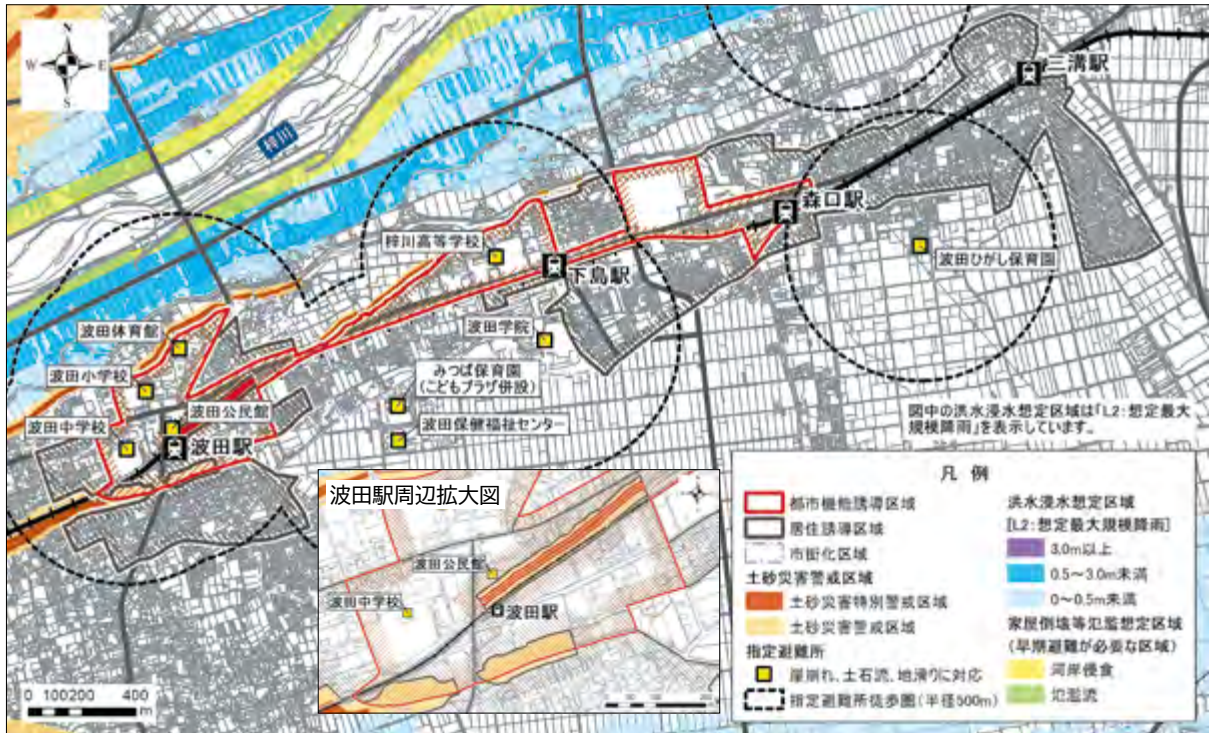 N
W
E
S
梓川
三溝駅
森口駅
梓川高等学校
下島駅
波田ひがし保育園
波田体育館
波田学院
波田小学校
みつば保育園
(こどもプラザ併設)
波田公民館
波田中学校
波田保健福祉センター
波田駅
図中の洪水浸水想定区域は「L2:想定最大
規模降雨」を表示しています。
波田駅周辺拡大図
波田公民館
波田中学校
波田駅
凡例
都市機能誘導区域
居住誘導区域
市街化区域
土砂災害警戒区域
土砂災害特別警戒区域
土砂災害警戒区域
指定避難所
崖崩れ、土石流、地滑りに対応
指定避難所徒歩圏(半径500m)
洪水浸水想定区域
[L2:想定最大規模降雨]
3.0m以上
0.5~3.0m未満
0~0.5m未満
家屋倒壊等氾濫想定区域
(早期避難が必要な区域)
河岸侵食
氾濫流
0 100200 400
m